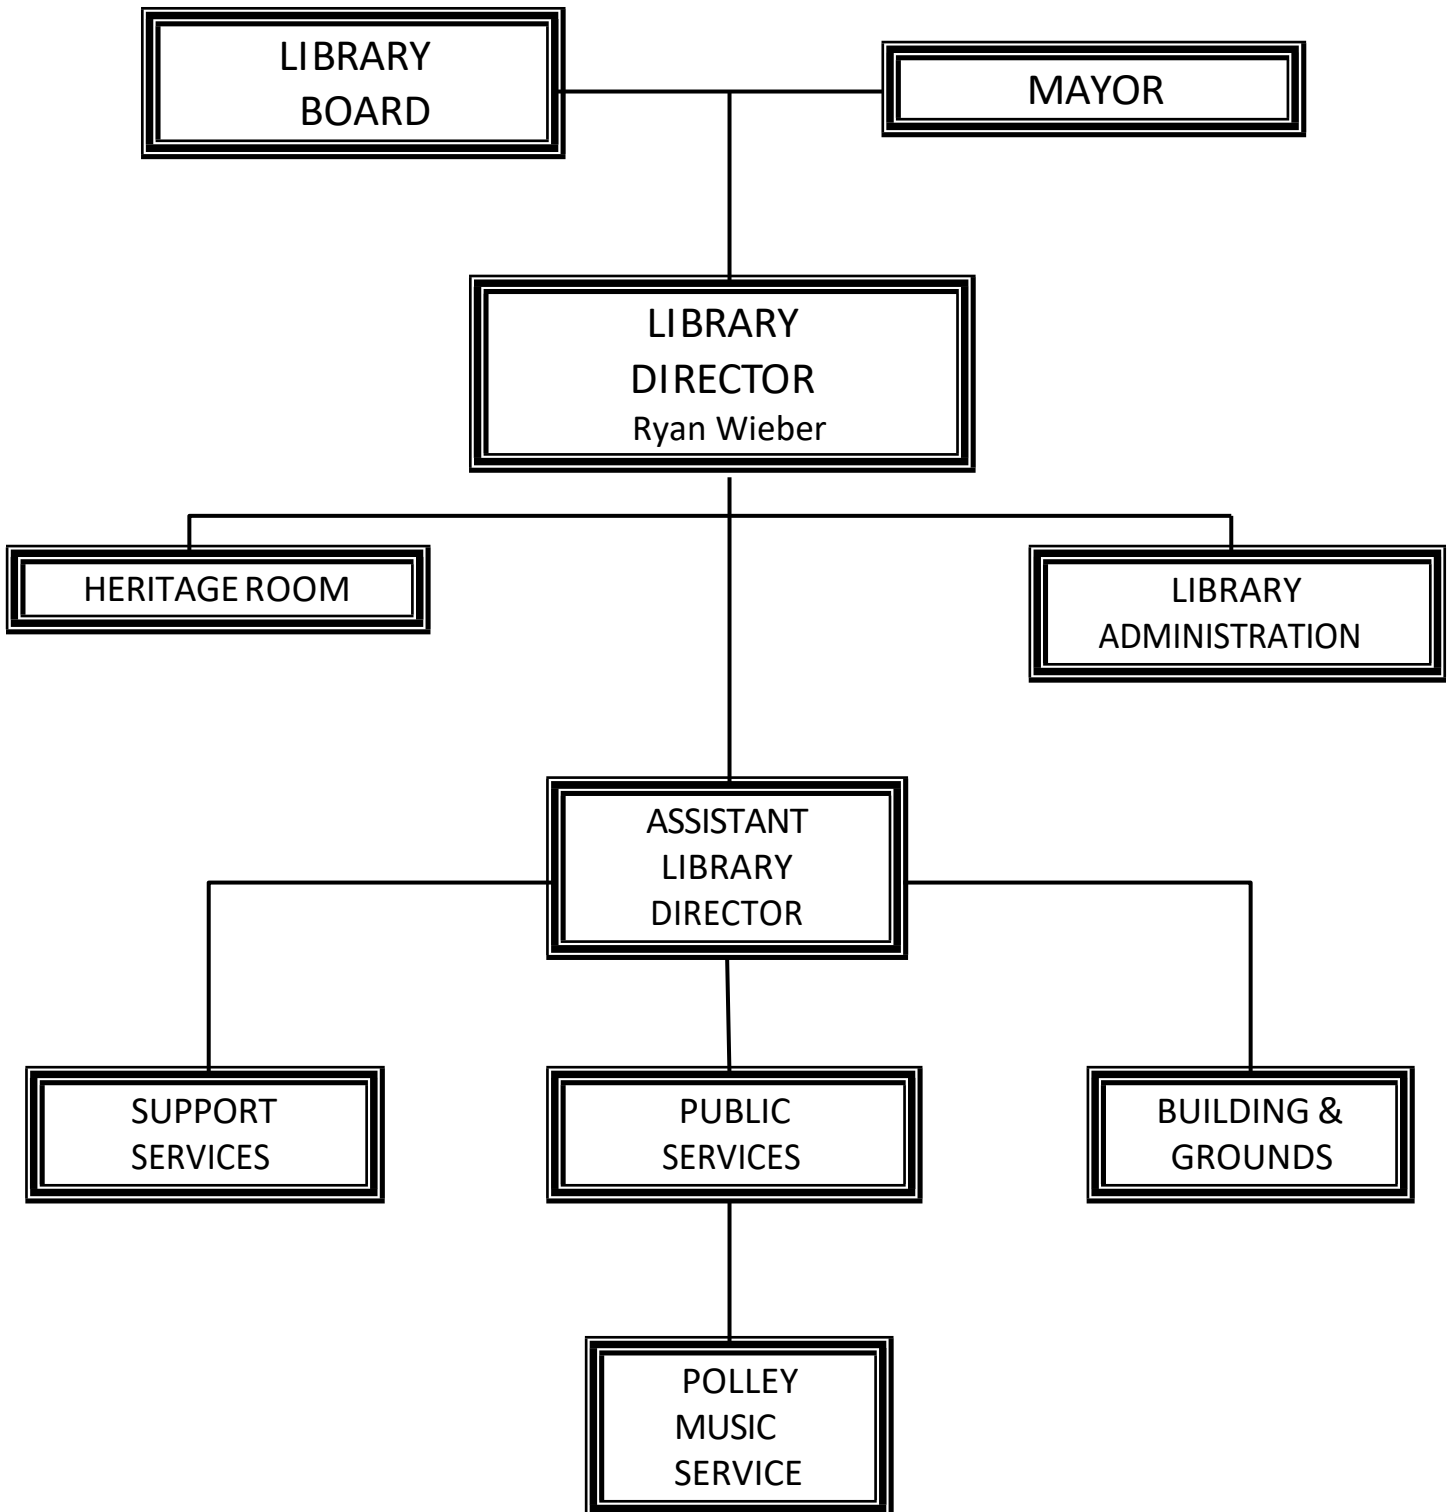 LIBRARY
BOARD
MAYOR
LIBRARY
DIRECTOR
Ryan Wieber
HERITAGE ROOM
LIBRARY
ADMINISTRATION
ASSISTANT
LIBRARY
DIRECTOR
SUPPORT
SERVICES
PUBLIC
SERVICES
BUILDING &
GROUNDS
POLLEY
MUSIC
SERVICE